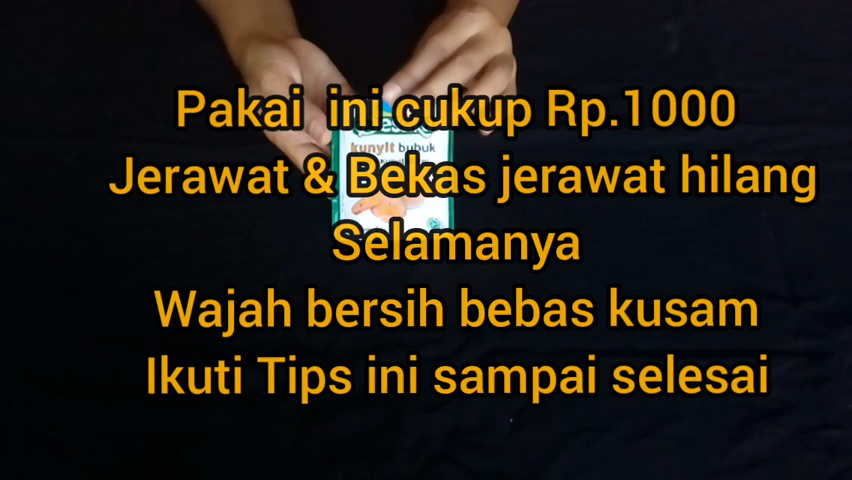 Pakai ini cukup Rp.1000
Jerawat & Bekas jerawat hilang
Selamanya
Wajah bersih bebas kusam
Ikuti Tips ini sampai selesai
kunyit bubuk